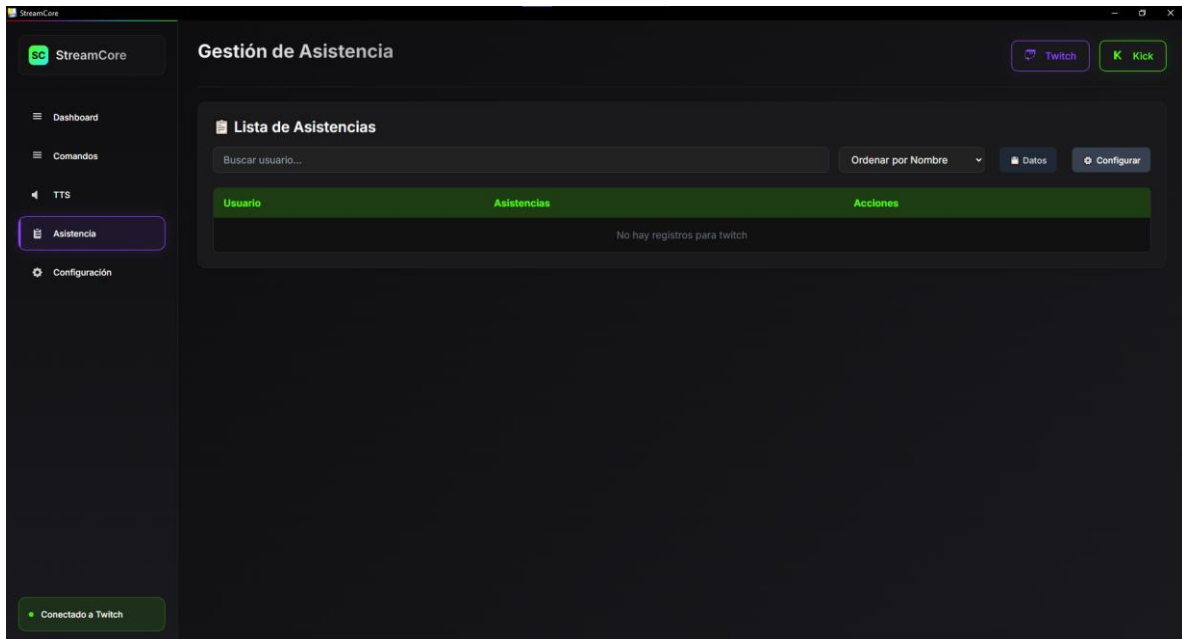 StreamCore
SC StreamCore
Gestión de Asistencia
Twitch
K Kick
Dashboard
Comandos
TTS
Asistencia
Configuración
Lista de Asistencias
Buscar usuario...
Ordenar por Nombre
Datos
Configurar
Usuario Asistencias Acciones
No hay registros para twitch
Conectado a Twitch